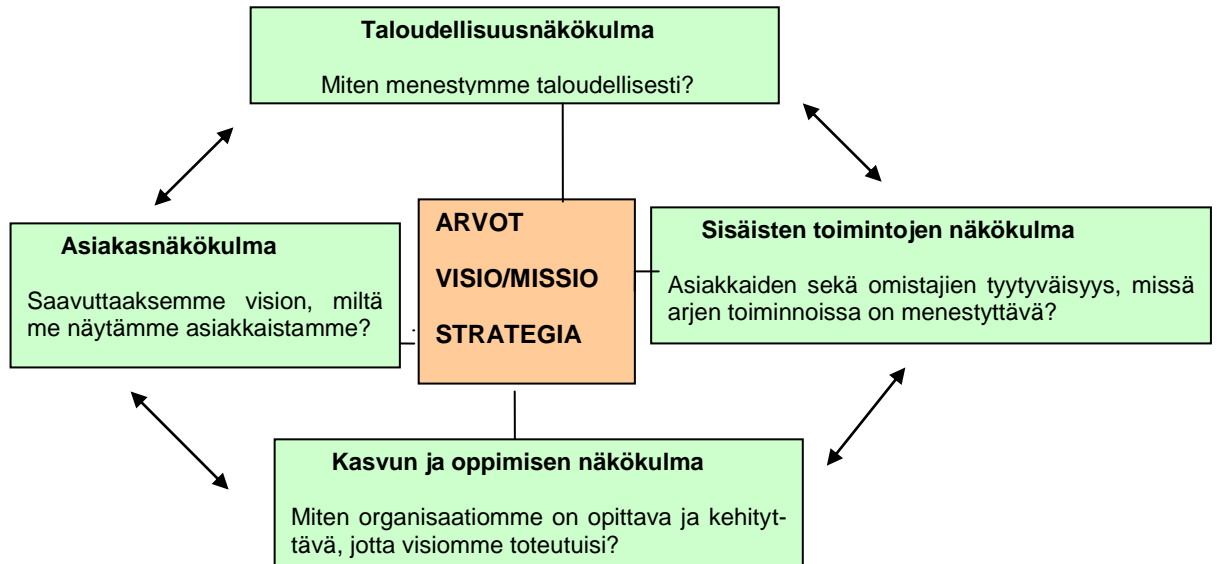 Taloudellisuusnäkökulma
Miten menestymme taloudellisesti?
Asiakasnäkökulma
Saavuttaaksemme vision, miltä
me näytämme asiakkaistamme?
ARVOT
VISIO/MISSIO
STRATEGIA
Sisäisten toimintojen näkökulma
Asiakkaiden sekä omistajien tyytyväisyys, missä
arjen toiminnoissa on menestyttävä?
Kasvun ja oppimisen näkökulma
Miten organisaatiomme on opittava ja kehityt-
tävä, jotta visiomme toteutuisi?